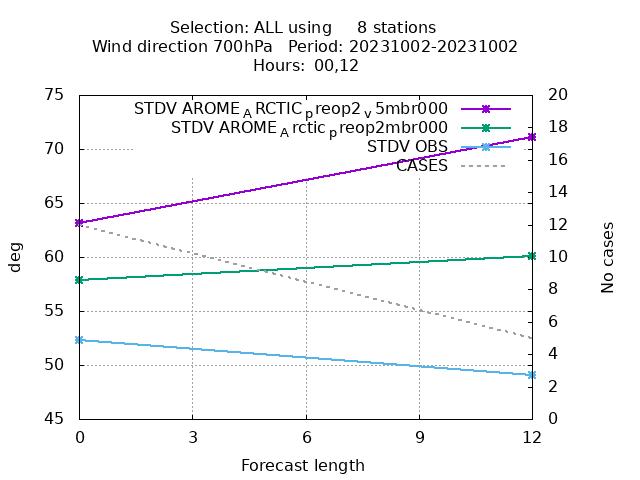 Selection: ALL using     8 stations
Wind direction 700hPa   Period: 20231002-20231002
Hours:  00,12
75
20
STDV AROME_ARCTIC_preop2_v5mbr000
18
STDV AROME_Arctic_preop2mbr000
70
STDV OBS
16
CASES
14
65
12
60
10
8
55
6
50
4
2
45
0
deg
No cases
0 3 6 9 12
Forecast length